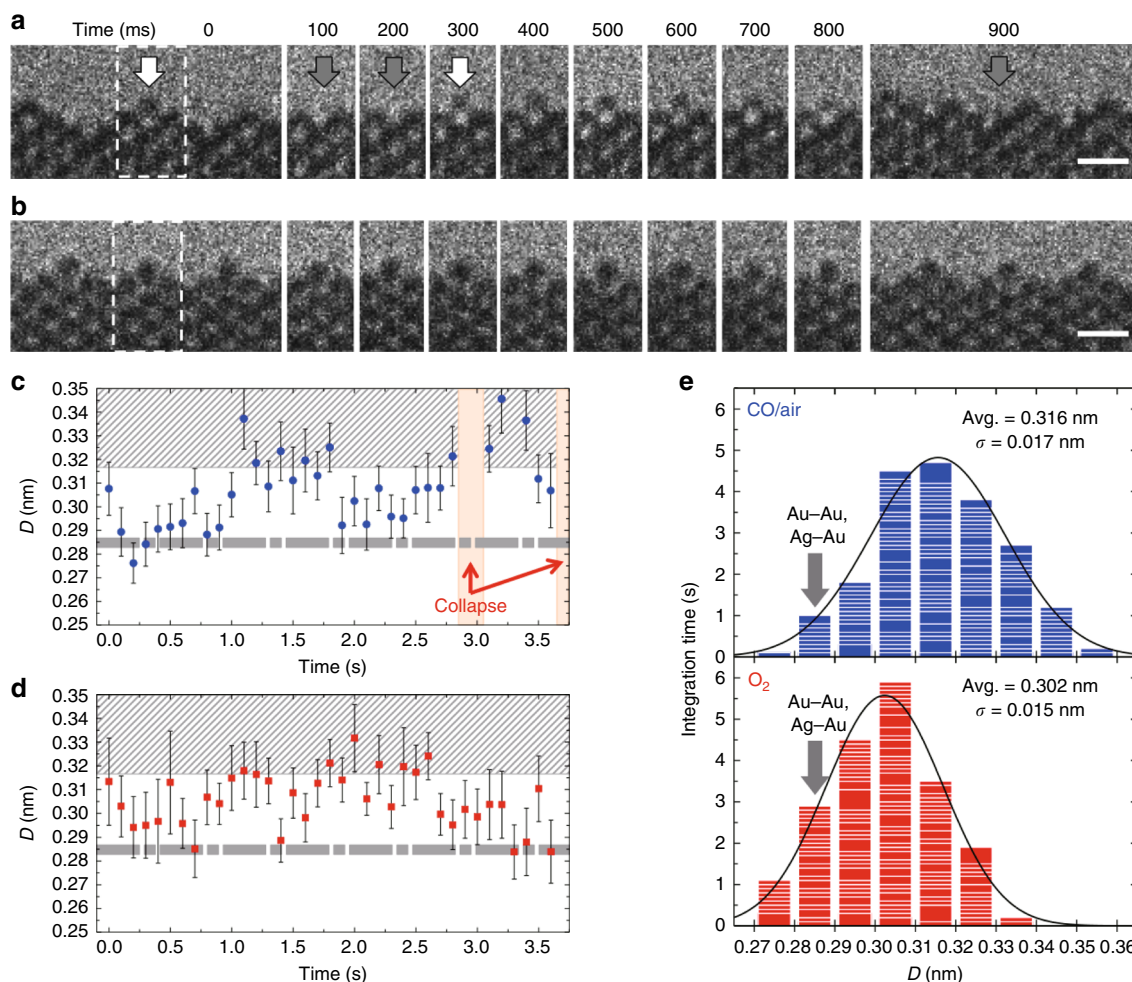 a
Time (ms) 0 100 200 300 400 500 600 700 800 900
b
c
0.35
0.34
0.33
0.32
0.31
0.30
0.29
0.28
0.27
0.26
0.25
D (nm)
Collapse
0.0 0.5 1.0 1.5 2.0 2.5 3.0 3.5
Time (s)
d
0.35
0.34
0.33
0.32
0.31
0.30
0.29
0.28
0.27
0.26
0.25
D (nm)
0.0 0.5 1.0 1.5 2.0 2.5 3.0 3.5
Time (s)
e
6
5
4
3
2
1
0
CO/air
Avg. = 0.316 nm
σ = 0.017 nm
Au–Au,
Ag–Au
Integration time (s)
6
5
4
3
2
1
0
O₂
Avg. = 0.302 nm
σ = 0.015 nm
Au–Au,
Ag–Au
0.27 0.28 0.29 0.30 0.31 0.32 0.33 0.34 0.35 0.36
D (nm)